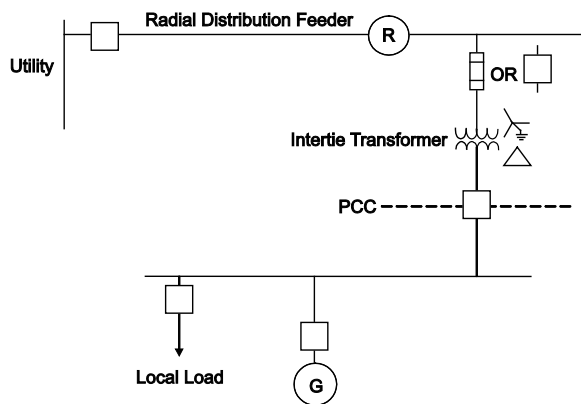 Radial Distribution Feeder
R
Utility
OR
Intertie Transformer
PCC
Local Load
G